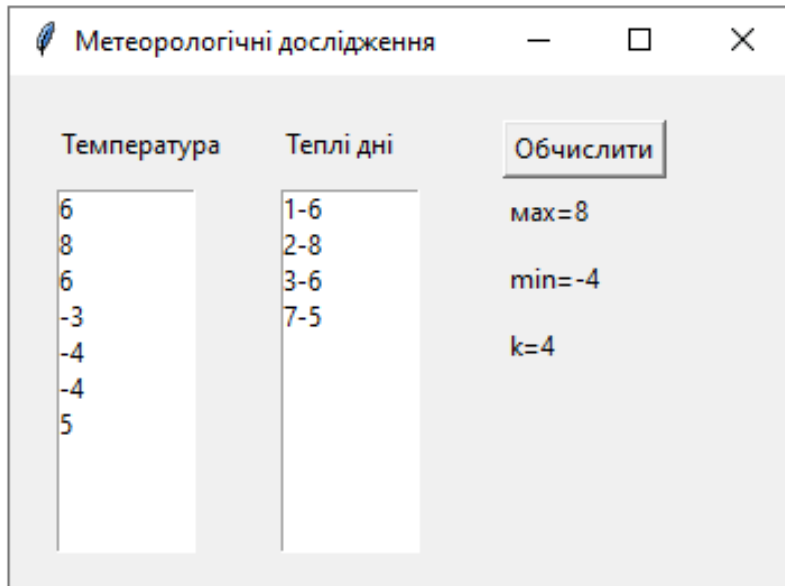 Метеорологічні дослідження
Температура
Теплі дні
Обчислити
6
8
6
-3
-4
-4
5
1-6
2-8
3-6
7-5
мах=8
min=-4
k=4